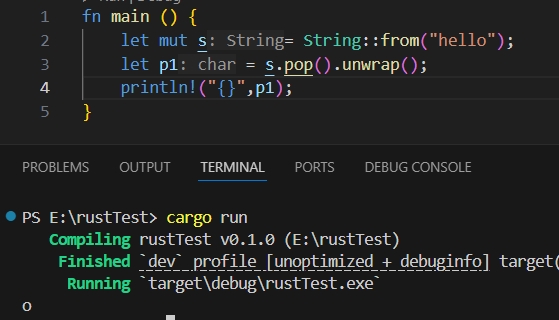 1 fn main () {
2 let mut s: String= String::from("hello");
3 let p1: char = s.pop().unwrap();
4 println!("{}",p1);
5 }
PROBLEMS OUTPUT TERMINAL PORTS DEBUG CONSOLE
PS E:\rustTest> cargo run
Compiling rustTest v0.1.0 (E:\rustTest)
Finished `dev` profile [unoptimized + debuginfo] target(
Running `target\debug\rustTest.exe`
o